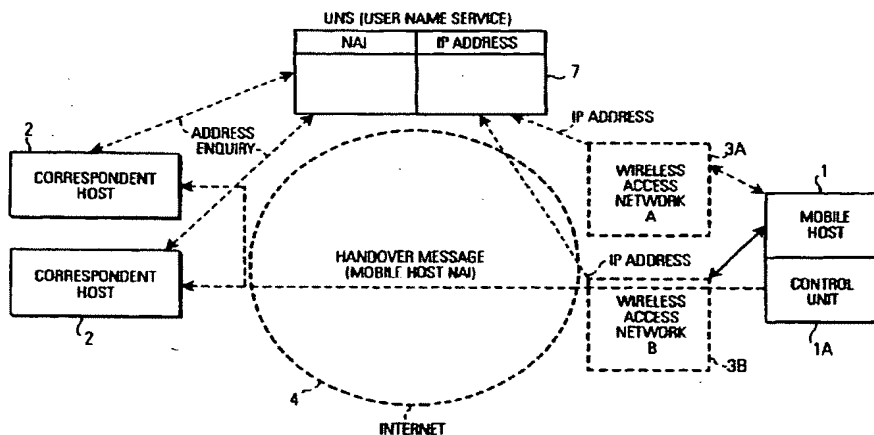 UNS (USER NAME SERVICE)
NAI
IP ADDRESS
7
2
ADDRESS
ENQUIRY
IP ADDRESS
3A
CORRESPONDENT
HOST
WIRELESS
ACCESS
NETWORK
A
1
MOBILE
HOST
HANDOVER MESSAGE
(MOBILE HOST NAI)
IP ADDRESS
CORRESPONDENT
HOST
WIRELESS
ACCESS
NETWORK
B
CONTROL
UNIT
2
1A
3B
4
INTERNET